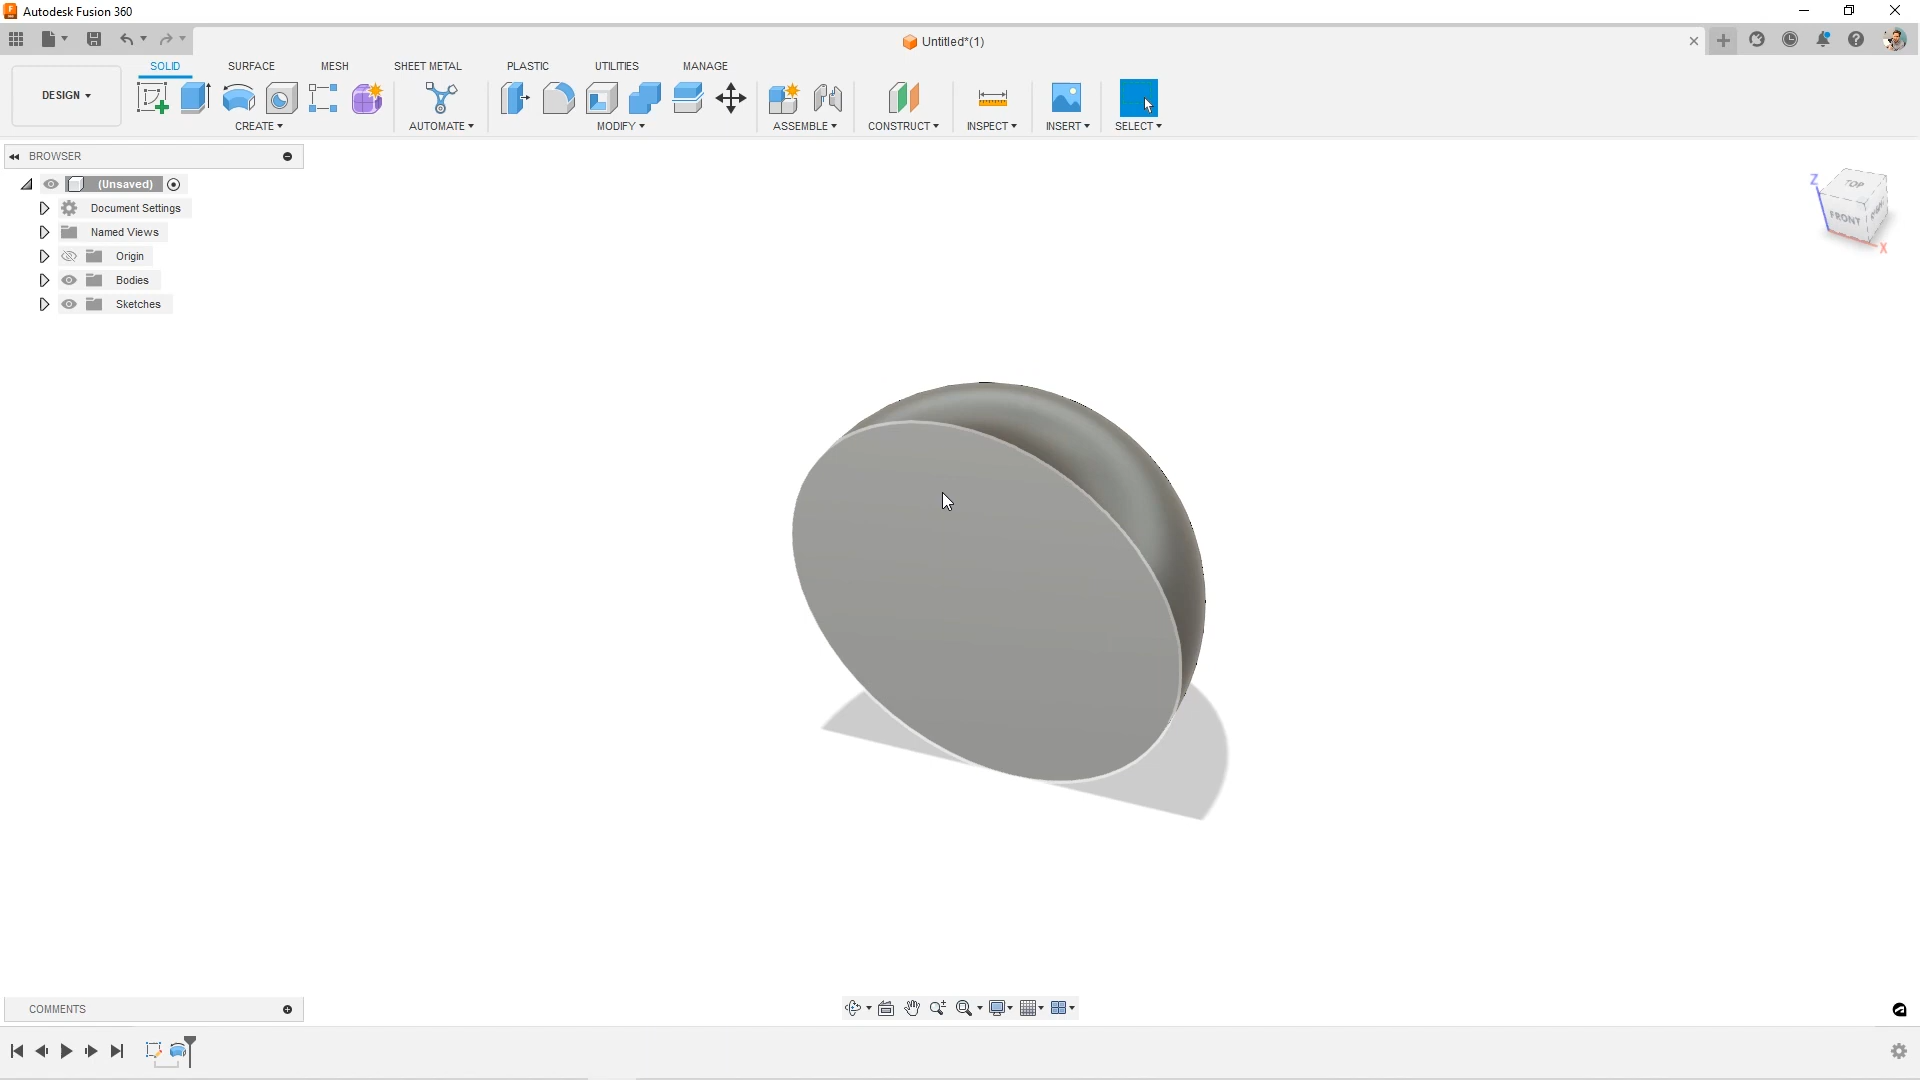 Autodesk Fusion 360
Untitled*(1)
SOLID SURFACE MESH SHEET METAL PLASTIC UTILITIES MANAGE
DESIGN
CREATE AUTOMATE MODIFY ASSEMBLE CONSTRUCT INSPECT INSERT SELECT
BROWSER
(Unsaved)
Document Settings
Named Views
Origin
Bodies
Sketches
Z
TOP
FRONT
RIGHT
X
COMMENTS